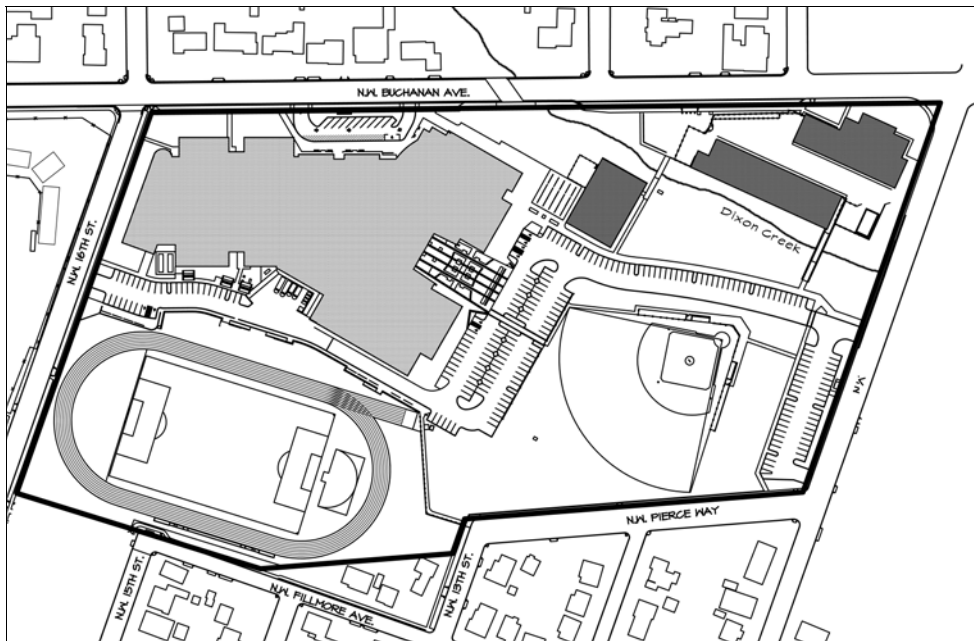 N.W. BUCHANAN AVE.
N.W. 16TH ST.
Dixon Creek
N.W. PIERCE WAY
N.W. 15TH ST.
N.W. FILLMORE AVE.
N.W. 13TH ST.